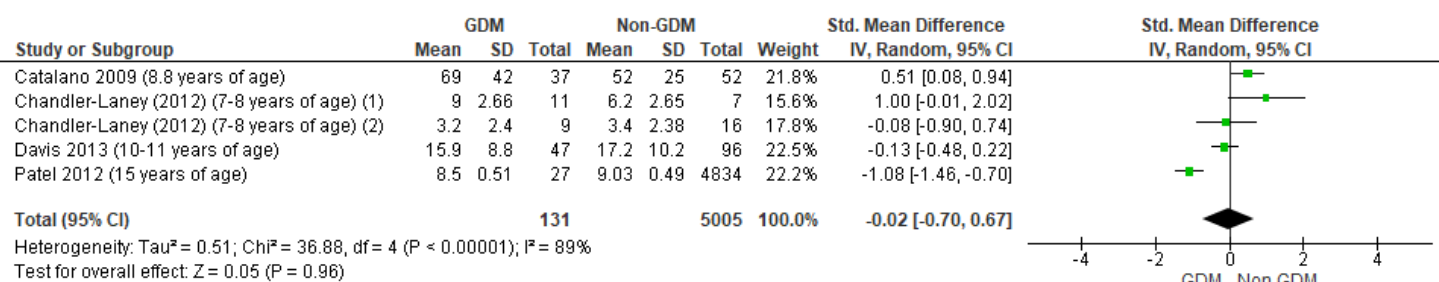 GDM Non-GDM Std. Mean Difference Std. Mean Difference
Study or Subgroup Mean SD Total Mean SD Total Weight IV, Random, 95% CI IV, Random, 95% CI
Catalano 2009 (8.8 years of age) 69 42 37 52 25 52 21.8% 0.51 [0.08, 0.94]
Chandler-Laney (2012) (7-8 years of age) (1) 9 2.66 11 6.2 2.65 7 15.6% 1.00 [-0.01, 2.02]
Chandler-Laney (2012) (7-8 years of age) (2) 3.2 2.4 9 3.4 2.38 16 17.8% -0.08 [-0.90, 0.74]
Davis 2013 (10-11 years of age) 15.9 8.8 47 17.2 10.2 96 22.5% -0.13 [-0.48, 0.22]
Patel 2012 (15 years of age) 8.5 0.51 27 9.03 0.49 4834 22.2% -1.08 [-1.46, -0.70]
Total (95% CI) 131 5005 100.0% -0.02 [-0.70, 0.67]
Heterogeneity: Tau² = 0.51; Chi² = 36.88, df = 4 (P < 0.00001); I² = 89%
Test for overall effect: Z = 0.05 (P = 0.96)
-4 -2 0 2 4
GDM Non GDM